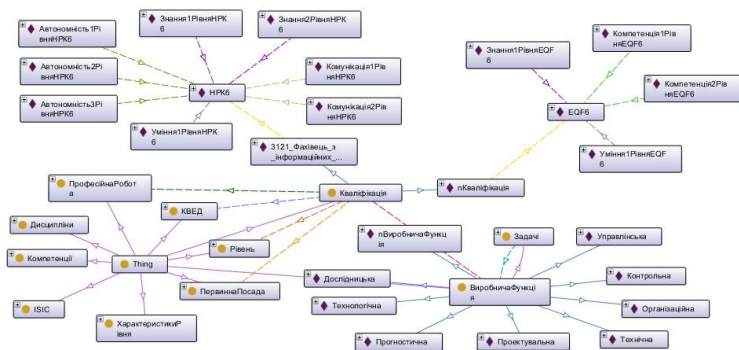 Знання1РівняНРК
6
Знання2РівняНРК
6
Автономність1Рі
вняНРК6
Компетенція1Рів
няEQF6
Знання1РівняEQF
6
Автономність2Рі
вняНРК6
Комунікація1Рів
няНРК6
НРК6
Компетенція2Рів
няEQF6
Автономність3Рі
вняНРК6
Комунікація2Рів
няНРК6
EQF6
Уміння1РівняНРК
6
3121_Фахівець_з
_інформаційних_...
Уміння1РівняEQF
6
ПрофесійнаРобот
а
Кваліфікація
пКваліфікація
КВЕД
Дисципліни
пВиробничаФункц
ія
Задачі
Управлінська
Рівень
Компетенції
Thing
Дослідницька
Контрольна
ПервиннаПосада
ВиробничаФункці
я
ISIC
Технологічна
Організаційна
ХарактеристикиР
івня
Прогностична
Проектувальна
Технічна